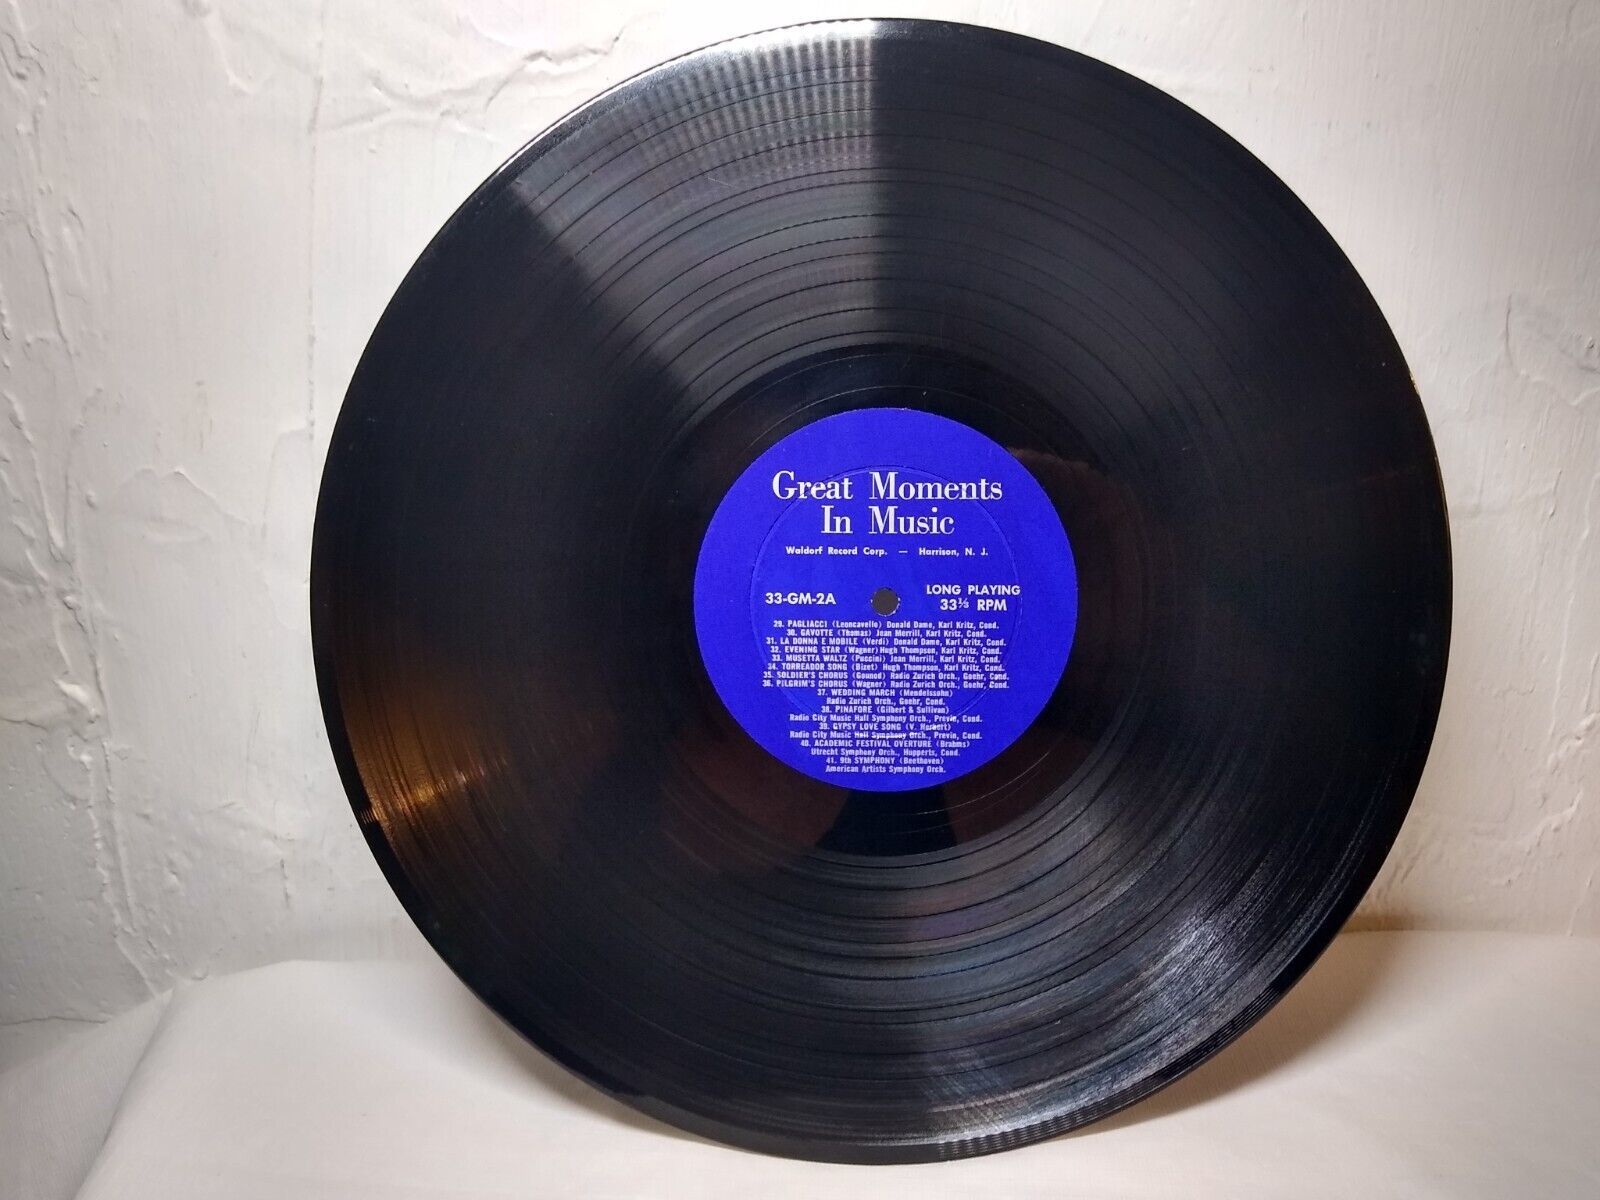 Great Moments
In Music
Waldorf Record Corp. — Harrison, N. J.
33-GM-2A
LONG PLAYING
33⅓ RPM
29. PAGLIACCI (Leoncavello) Donald Dame, Karl Kritz, Cond.
30. GAVOTTE (Thomas) Jean Merrill, Karl Kritz, Cond.
31. LA DONNA E MOBILE (Verdi) Donald Dame, Karl Kritz, Cond.
32. EVENING STAR (Wagner) Hugh Thompson, Karl Kritz, Cond.
33. MUSETTA WALTZ (Puccini) Jean Merrill, Karl Kritz, Cond.
34. TORREADOR SONG (Bizet) Hugh Thompson, Karl Kritz, Cond.
35. SOLDIER'S CHORUS (Gounod) Radio Zurich Orch., Goehr, Cond.
36. PILGRIM'S CHORUS (Wagner) Radio Zurich Orch., Goehr, Cond.
37. WEDDING MARCH (Mendelssohn)
Radio Zurich Orch., Goehr, Cond.
38. PINAFORE (Gilbert & Sullivan)
Radio City Music Hall Symphony Orch., Previn, Cond.
39. GYPSY LOVE SONG (V. Herbert)
Radio City Music Hall Symphony Orch., Previn, Cond.
40. ACADEMIC FESTIVAL OVERTURE (Brahms)
Utrecht Symphony Orch., Hupperts, Cond.
41. 9th SYMPHONY (Beethoven)
American Artists Symphony Orch.